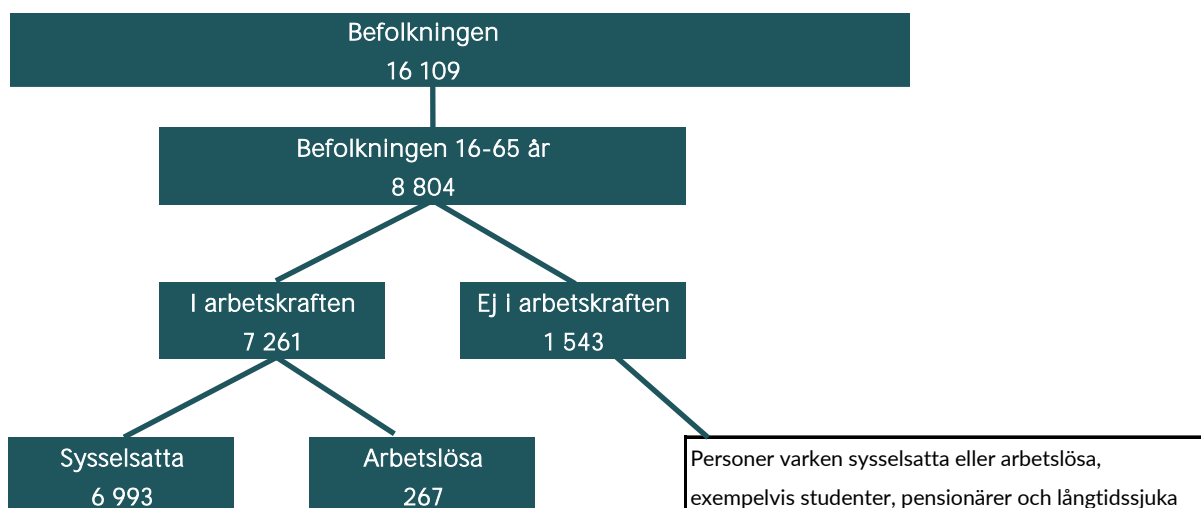 Befolkningen
16 109
Befolkningen 16-65 år
8 804
I arbetskraften
7 261
Ej i arbetskraften
1 543
Sysselsatta
6 993
Arbetslösa
267
Personer varken sysselsatta eller arbetslösa,
exempelvis studenter, pensionärer och långtidssjuka